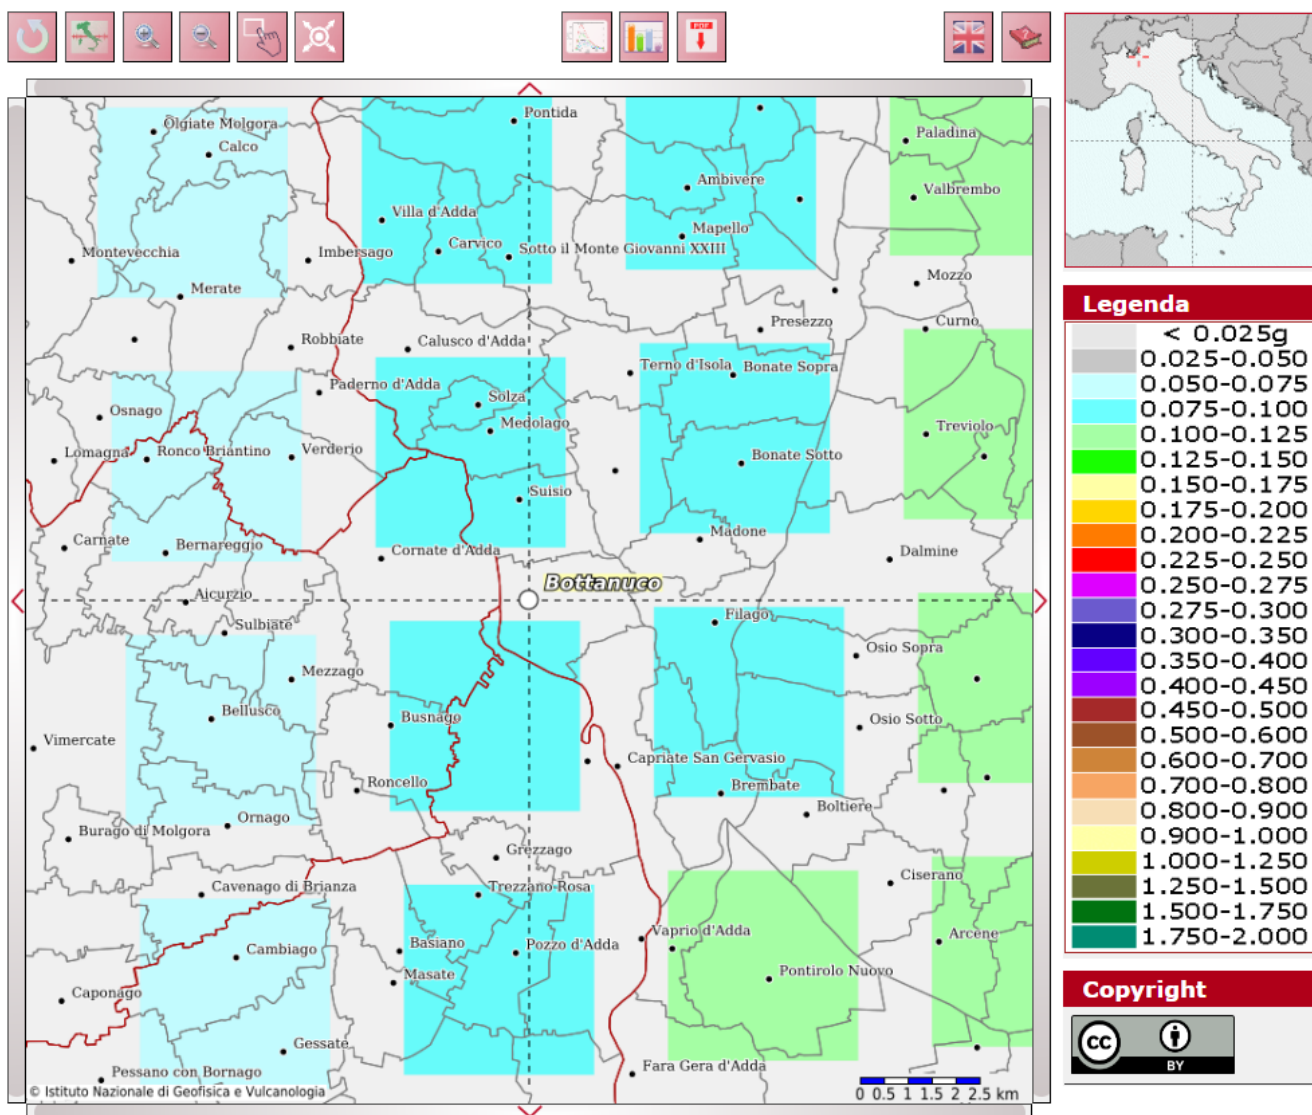 PDF
Pontida
Olgiate Molgora
Calco
Paladina
Ambivere
Valbrembo
Villa d'Adda
Mapello
Carvico
Sotto il Monte Giovanni XXIII
Montevecchia
Imbersago
Mozzo
Merate
Presezzo
Curno
Robbiate
Calusco d'Adda
Terno d'Isola
Bonate Sopra
Paderno d'Adda
Solza
Osnago
Medolago
Treviolo
Lomagna
Ronco Briantino
Verderio
Bonate Sotto
Suisio
Carnate
Bernareggio
Cornate d'Adda
Madone
Dalmine
Bottanuco
Aicurzio
Filago
Sulbiate
Osio Sopra
Mezzago
Bellusco
Busnago
Osio Sotto
Vimercate
Capriate San Gervasio
Roncello
Brembate
Boltiere
Ornago
Burago di Molgora
Grezzago
Ciserano
Cavenago di Brianza
Trezzano Rosa
Vaprio d'Adda
Arcene
Cambiago
Basiano
Pozzo d'Adda
Masate
Pontirolo Nuovo
Caponago
Gessate
Pessano con Bornago
Fara Gera d'Adda
© Istituto Nazionale di Geofisica e Vulcanologia
0 0.5 1 1.5 2 2.5 km
Legenda
< 0.025g
0.025-0.050
0.050-0.075
0.075-0.100
0.100-0.125
0.125-0.150
0.150-0.175
0.175-0.200
0.200-0.225
0.225-0.250
0.250-0.275
0.275-0.300
0.300-0.350
0.350-0.400
0.400-0.450
0.450-0.500
0.500-0.600
0.600-0.700
0.700-0.800
0.800-0.900
0.900-1.000
1.000-1.250
1.250-1.500
1.500-1.750
1.750-2.000
Copyright
CC
BY